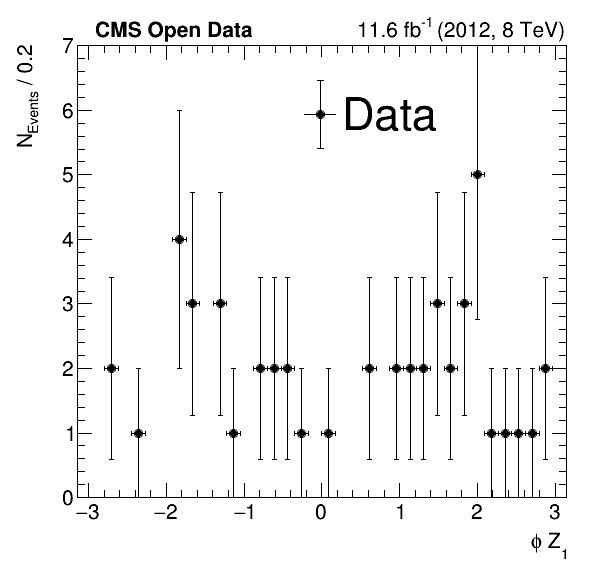 CMS Open Data 11.6 fb⁻¹ (2012, 8 TeV)
N_Events / 0.2
7
6
5
4
3
2
1
0
Data
−3 −2 −1 0 1 2 3
ϕ Z₁